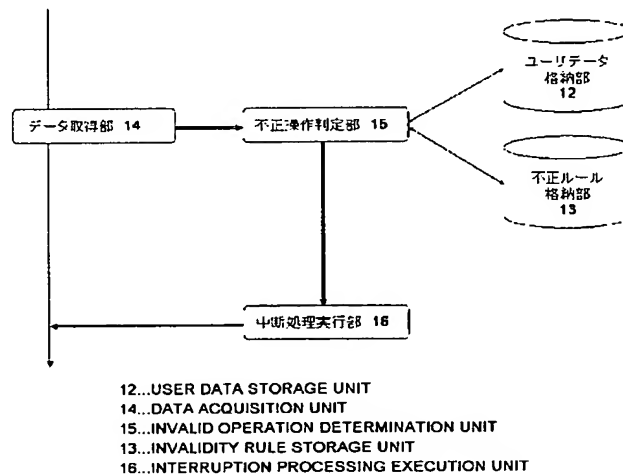 ユーリデータ
格納部
12
データ取得部 14
不正操作判定部 15
不正ルール
格納部
13
中断処理実行部 16
12...USER DATA STORAGE UNIT
14...DATA ACQUISITION UNIT
15...INVALID OPERATION DETERMINATION UNIT
13...INVALIDITY RULE STORAGE UNIT
16...INTERRUPTION PROCESSING EXECUTION UNIT